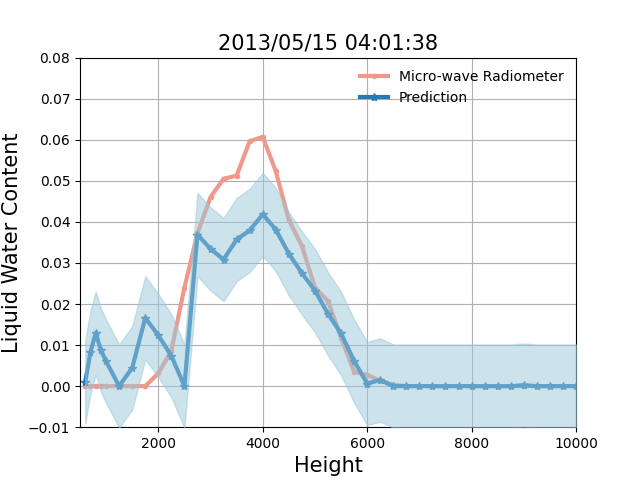 2013/05/15 04:01:38
Liquid Water Content
0.08
0.07
0.06
0.05
0.04
0.03
0.02
0.01
0.00
−0.01
Micro-wave Radiometer
Prediction
2000 4000 6000 8000 10000
Height